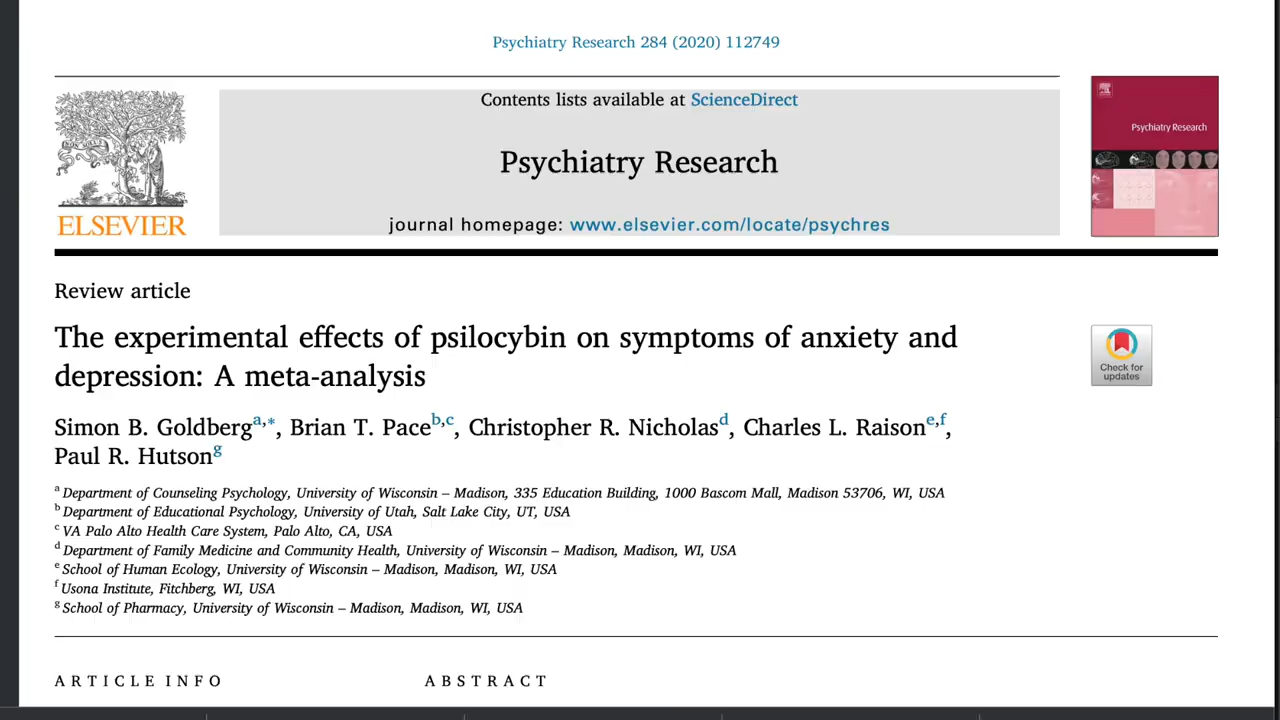 Psychiatry Research 284 (2020) 112749
Contents lists available at ScienceDirect
Psychiatry Research
journal homepage: www.elsevier.com/locate/psychres
ELSEVIER
Psychiatry Research
Review article
The experimental effects of psilocybin on symptoms of anxiety and
depression: A meta-analysis
Check for
updates
Simon B. Goldberg a,*, Brian T. Pace b,c, Christopher R. Nicholas d, Charles L. Raison e,f,
Paul R. Hutson g
a Department of Counseling Psychology, University of Wisconsin – Madison, 335 Education Building, 1000 Bascom Mall, Madison 53706, WI, USA
b Department of Educational Psychology, University of Utah, Salt Lake City, UT, USA
c VA Palo Alto Health Care System, Palo Alto, CA, USA
d Department of Family Medicine and Community Health, University of Wisconsin – Madison, Madison, WI, USA
e School of Human Ecology, University of Wisconsin – Madison, Madison, WI, USA
f Usona Institute, Fitchberg, WI, USA
g School of Pharmacy, University of Wisconsin – Madison, Madison, WI, USA
ARTICLE INFO
ABSTRACT